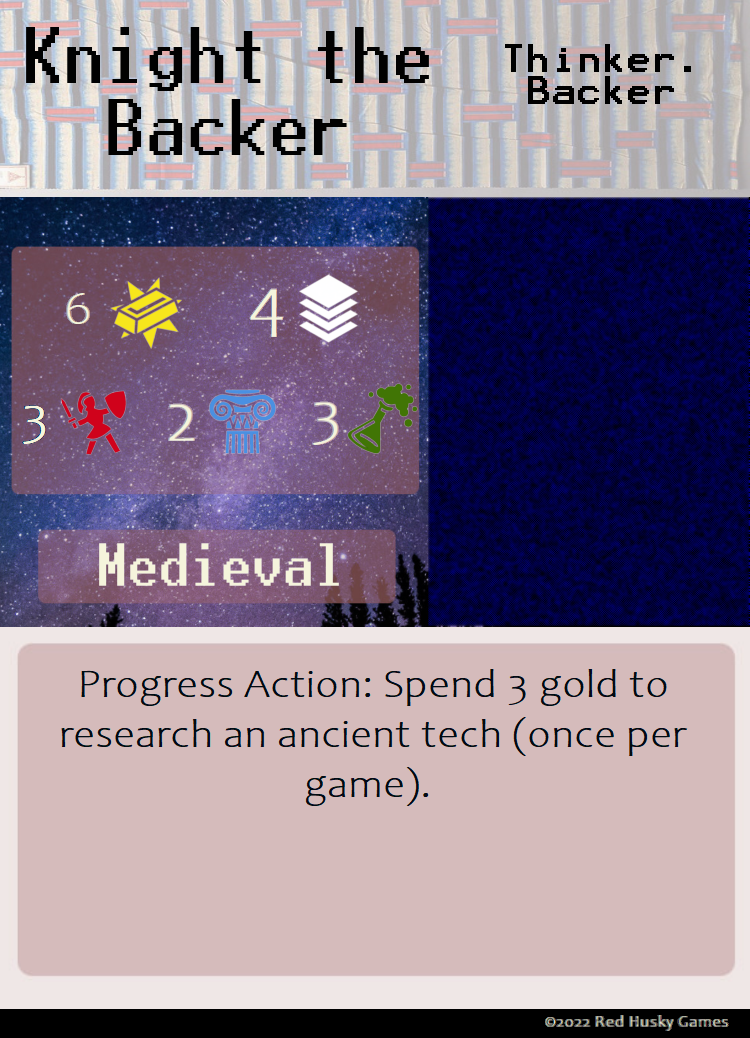 Knight the
Backer
Thinker.
Backer
6
4
3
2
3
Medieval
Progress Action: Spend 3 gold to
research an ancient tech (once per
game).
©2022 Red Husky Games